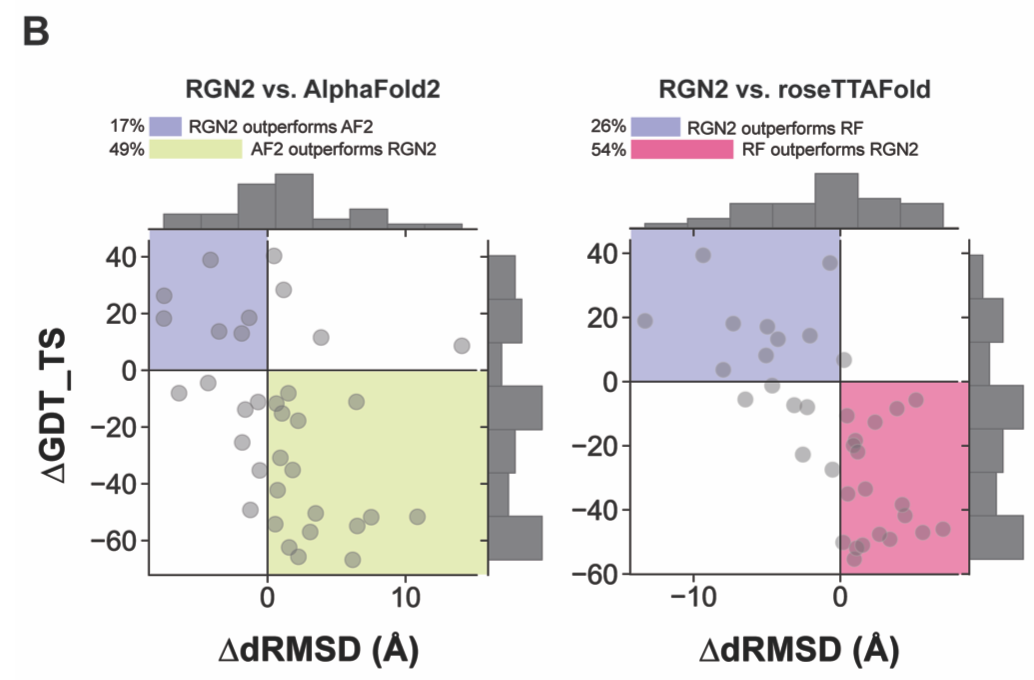 B
RGN2 vs. AlphaFold2
17% RGN2 outperforms AF2
49% AF2 outperforms RGN2
40
20
0
−20
−40
−60
0 10
ΔGDT_TS
ΔdRMSD (Å)
RGN2 vs. roseTTAFold
26% RGN2 outperforms RF
54% RF outperforms RGN2
40
20
0
−20
−40
−60
−10 0
ΔdRMSD (Å)